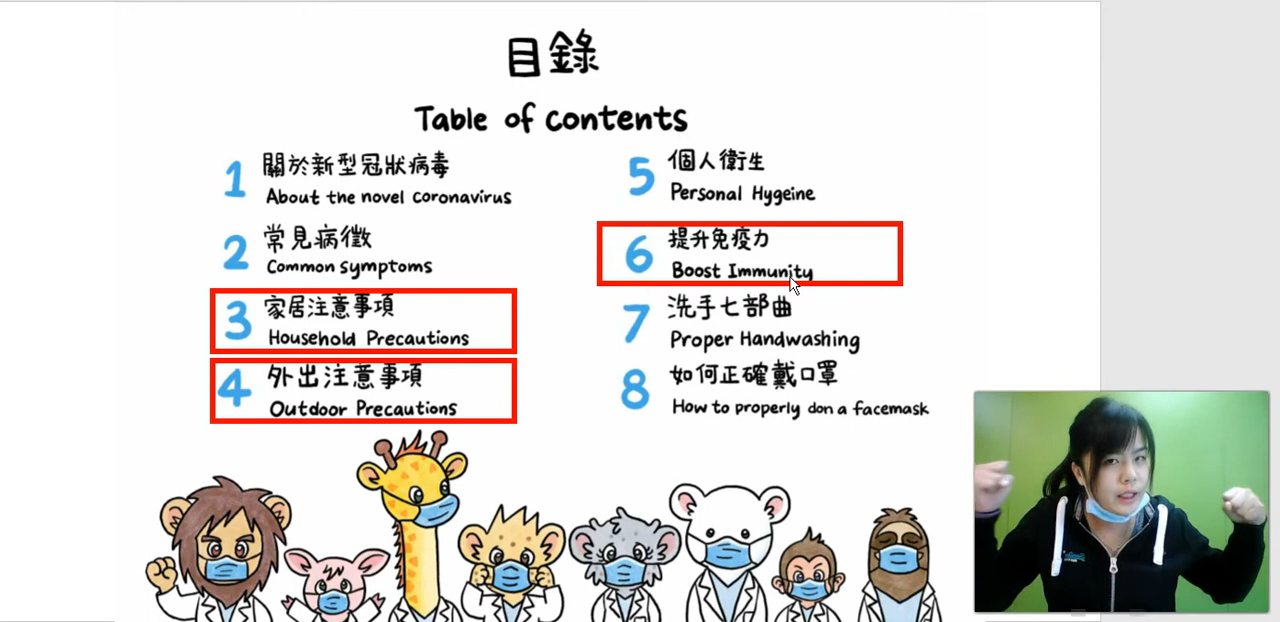 目錄
Table of contents
1 關於新型冠狀病毒
About the novel coronavirus
2 常見病徵
Common symptoms
3 家居注意事項
Household Precautions
4 外出注意事項
Outdoor Precautions
5 個人衛生
Personal Hygeine
6 提升免疫力
Boost Immunity
7 洗手七部曲
Proper Handwashing
8 如何正確戴口罩
How to properly don a facemask